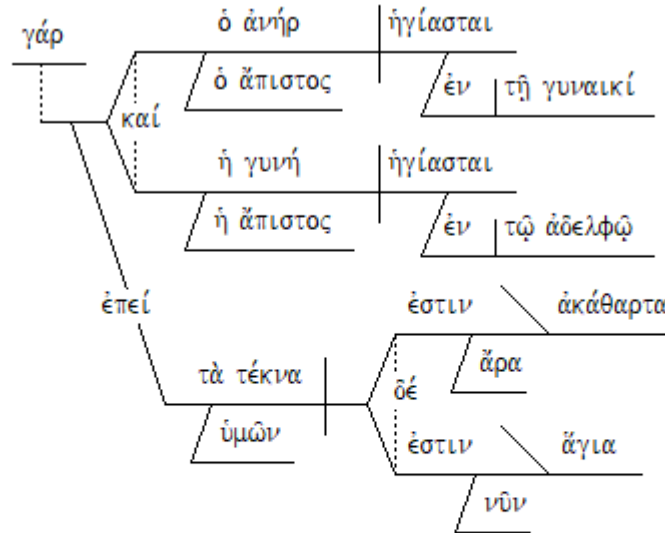 γάρ
ὁ ἀνήρ ἡγίασται
ὁ ἄπιστος ἐν τῇ γυναικί
καί
ἡ γυνή ἡγίασται
ἡ ἄπιστος ἐν τῷ ἀδελφῷ
ἐπεί
ἐστιν ἀκάθαρτα
τὰ τέκνα ἄρα
δέ
ὑμῶν ἐστιν ἅγια
νῦν